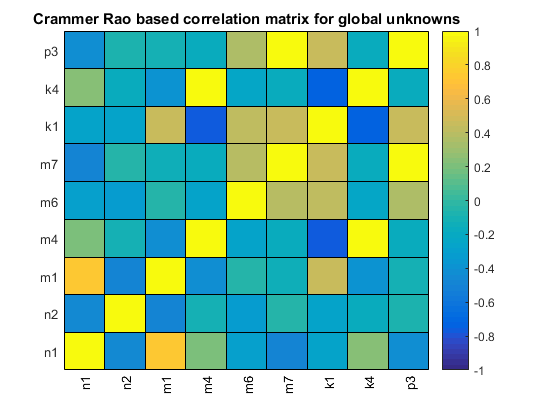 Crammer Rao based correlation matrix for global unknowns
p3
k4
k1
m7
m6
m4
m1
n2
n1
n1 n2 m1 m4 m6 m7 k1 k4 p3
1
0.8
0.6
0.4
0.2
0
-0.2
-0.4
-0.6
-0.8
-1